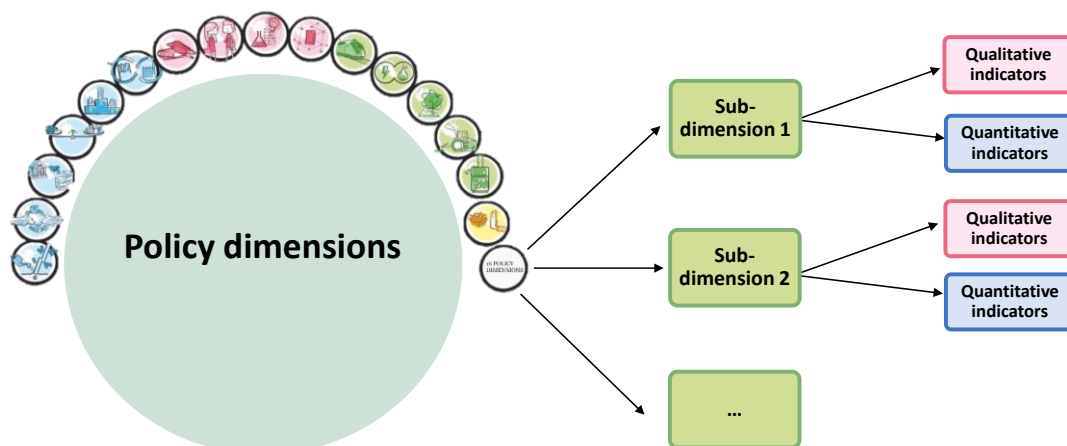 Policy dimensions
16 POLICY
DIMENSIONS
Sub-
dimension 1
Qualitative
indicators
Quantitative
indicators
Sub-
dimension 2
Qualitative
indicators
Quantitative
indicators
...